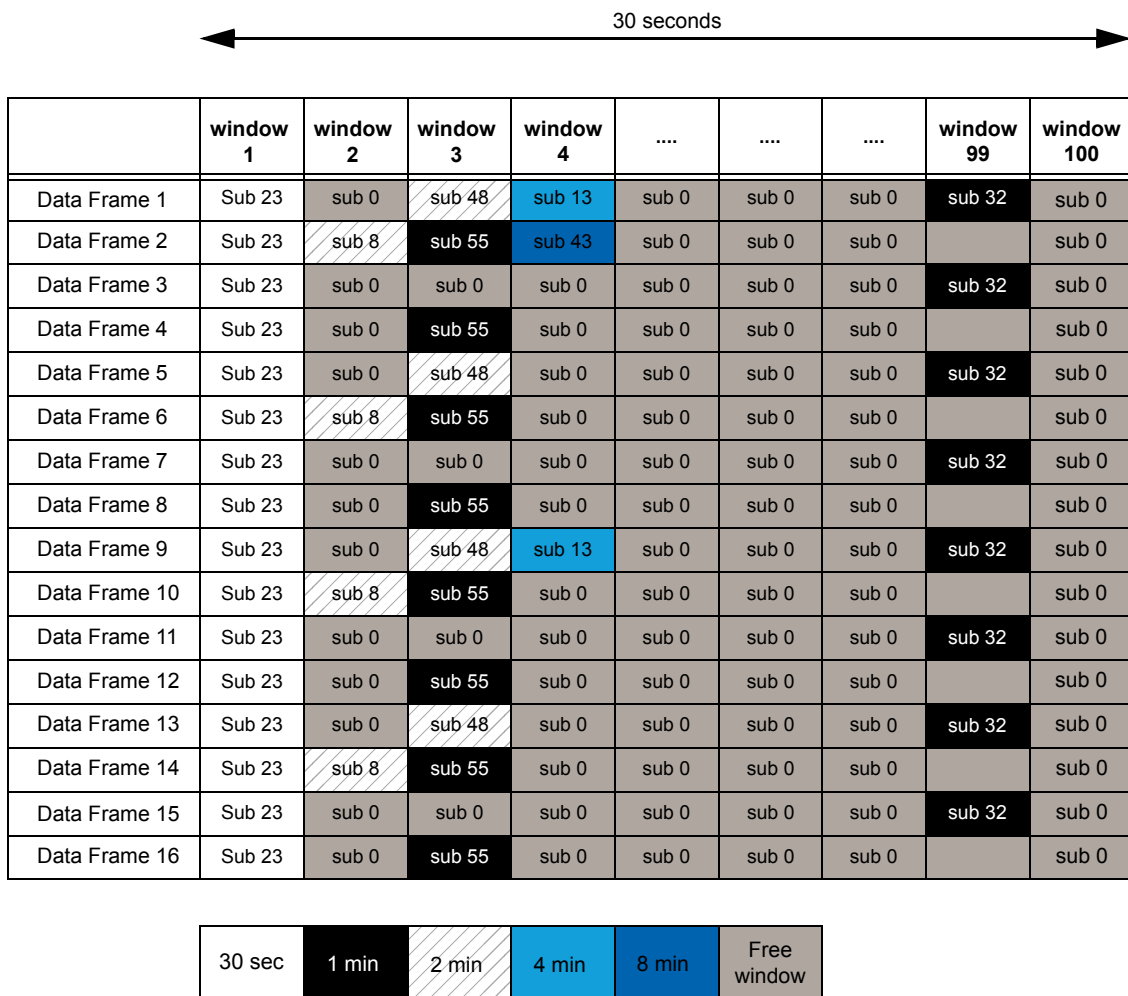 30 seconds
window 1 window 2 window 3 window 4 .... .... .... window 99 window 100
Data Frame 1 Sub 23 sub 0 sub 48 sub 13 sub 0 sub 0 sub 0 sub 32 sub 0
Data Frame 2 Sub 23 sub 8 sub 55 sub 43 sub 0 sub 0 sub 0 sub 0
Data Frame 3 Sub 23 sub 0 sub 0 sub 0 sub 0 sub 0 sub 0 sub 32 sub 0
Data Frame 4 Sub 23 sub 0 sub 55 sub 0 sub 0 sub 0 sub 0 sub 0
Data Frame 5 Sub 23 sub 0 sub 48 sub 0 sub 0 sub 0 sub 0 sub 32 sub 0
Data Frame 6 Sub 23 sub 8 sub 55 sub 0 sub 0 sub 0 sub 0 sub 0
Data Frame 7 Sub 23 sub 0 sub 0 sub 0 sub 0 sub 0 sub 0 sub 32 sub 0
Data Frame 8 Sub 23 sub 0 sub 55 sub 0 sub 0 sub 0 sub 0 sub 0
Data Frame 9 Sub 23 sub 0 sub 48 sub 13 sub 0 sub 0 sub 0 sub 32 sub 0
Data Frame 10 Sub 23 sub 8 sub 55 sub 0 sub 0 sub 0 sub 0 sub 0
Data Frame 11 Sub 23 sub 0 sub 0 sub 0 sub 0 sub 0 sub 0 sub 32 sub 0
Data Frame 12 Sub 23 sub 0 sub 55 sub 0 sub 0 sub 0 sub 0 sub 0
Data Frame 13 Sub 23 sub 0 sub 48 sub 0 sub 0 sub 0 sub 0 sub 32 sub 0
Data Frame 14 Sub 23 sub 8 sub 55 sub 0 sub 0 sub 0 sub 0 sub 0
Data Frame 15 Sub 23 sub 0 sub 0 sub 0 sub 0 sub 0 sub 0 sub 32 sub 0
Data Frame 16 Sub 23 sub 0 sub 55 sub 0 sub 0 sub 0 sub 0 sub 0
30 sec 1 min 2 min 4 min 8 min Free window